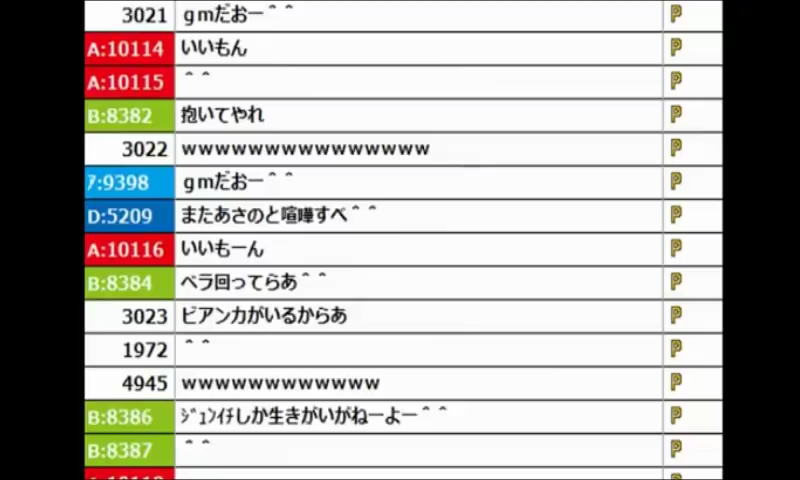 3021 gmだおー＾＾ P
A:10114 いいもん P
A:10115 ＾＾ P
B:8382 抱いてやれ P
3022 wwwwwwwwwwwwwww P
ｱ:9398 gmだおー＾＾ P
D:5209 またあさのと喧嘩すべ＾＾ P
A:10116 いいもーん P
B:8384 ベラ回ってらあ＾＾ P
3023 ビアンカがいるからあ P
1972 ＾＾ P
4945 wwwwwwwwwwww P
B:8386 ｼﾞｭﾝｲﾁしか生きがいがねーよー＾＾ P
B:8387 ＾＾ P